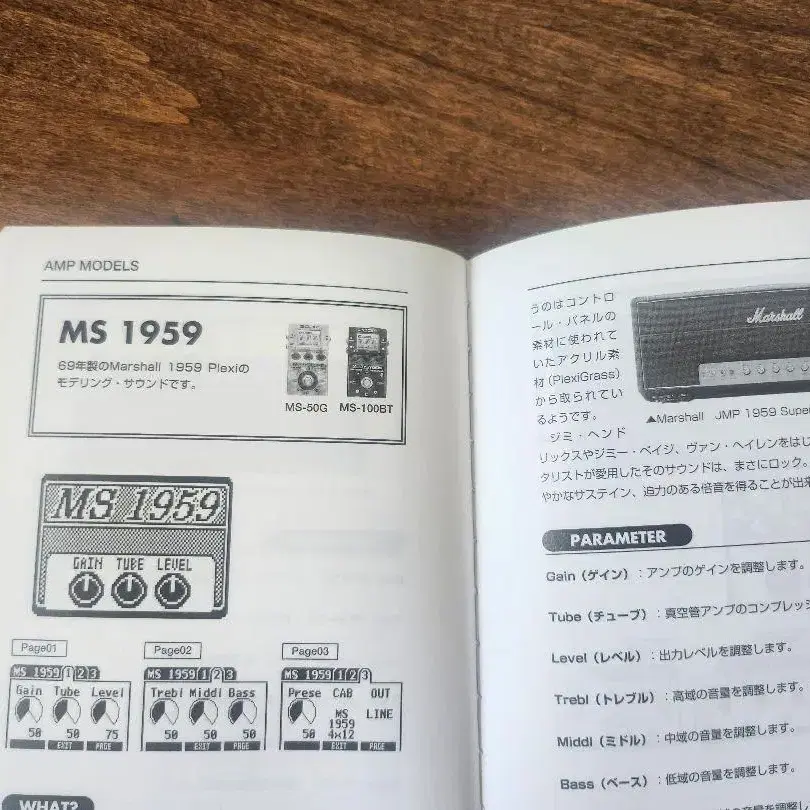 AMP MODELS
MS 1959
69年製のMarshall 1959 Plexiの
モデリング・サウンドです。
MS-50G MS-100BT
MS 1959
GAIN TUBE LEVEL
Page01 Page02 Page03
MS 1959 1 2 3
Gain Tube Level
50 50 75
EXIT PAGE
MS 1959 1 2 3
Trebl Middl Bass
50 50 50
EXIT PAGE
MS 1959 1 2 3
Prese CAB OUT
MS
1959
4×12
LINE
50
EXIT PAGE
WHAT?
うのはコントロ
ール・パネルの
素材に使われて
いたアクリル素
材(PlexiGrass)
から取られてい
るようです。
Marshall
▲Marshall JMP 1959 Super
ジミ・ヘンド
リックスやジミー・ペイジ、ヴァン・ヘイレンをはじ
タリストが愛用したそのサウンドは、まさにロック。
やかなサステイン、迫力のある倍音を得ることが出来
PARAMETER
Gain(ゲイン):アンプのゲインを調整します。
Tube(チューブ):真空管アンプのコンプレッシ
Level(レベル):出力レベルを調整します。
Trebl(トレブル):高域の音量を調整します。
Middl(ミドル):中域の音量を調整します。
Bass(ベース):低域の音量を調整します。